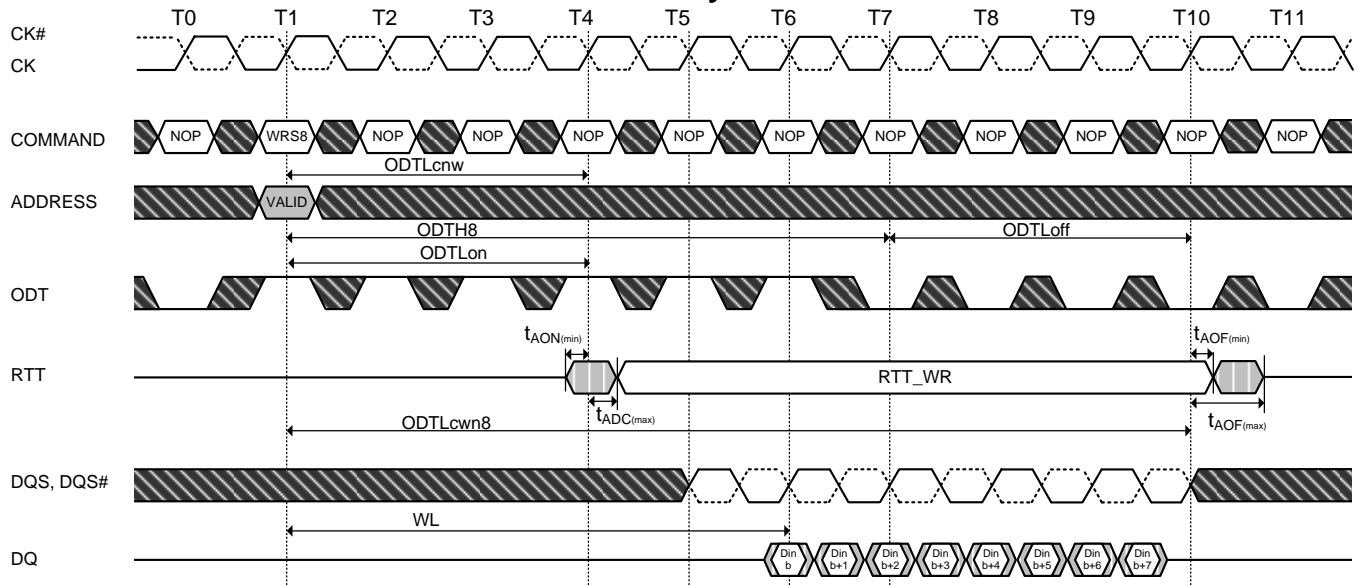 T0 T1 T2 T3 T4 T5 T6 T7 T8 T9 T10 T11
CK#
CK
COMMAND NOP WRS8 NOP NOP NOP NOP NOP NOP NOP NOP NOP NOP
ODTLcnw
ADDRESS VALID
ODTH8 ODTLoff
ODTLon
ODT
tAON(min) tAOF(min)
RTT RTT_WR
tADC(max) tAOF(max)
ODTLcwn8
DQS, DQS#
WL
DQ Din b Din b+1 Din b+2 Din b+3 Din b+4 Din b+5 Din b+6 Din b+7